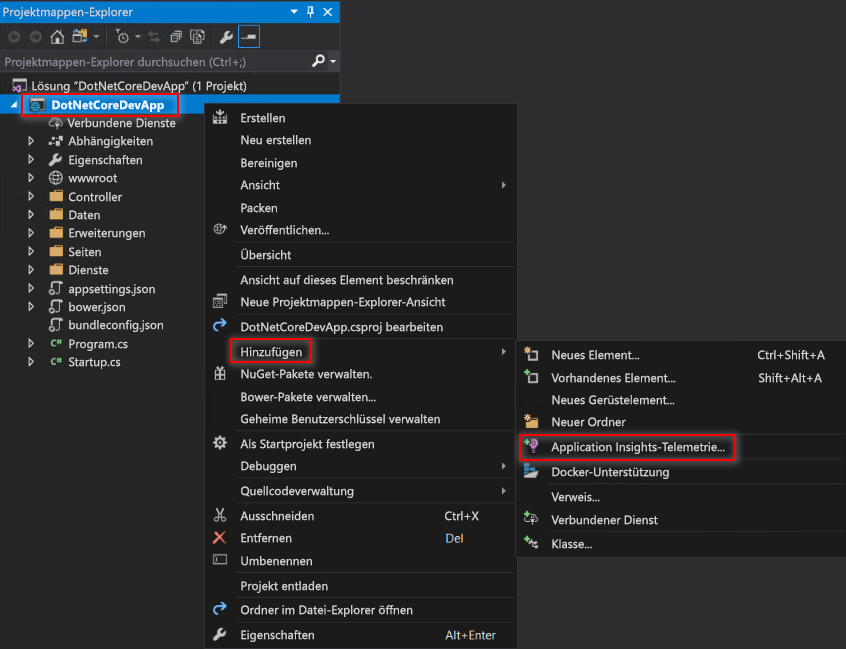 Projektmappen-Explorer
Projektmappen-Explorer durchsuchen (Ctrl+;)
Lösung "DotNetCoreDevApp" (1 Projekt)
DotNetCoreDevApp
Verbundene Dienste
Abhängigkeiten
Eigenschaften
wwwroot
Controller
Daten
Erweiterungen
Seiten
Dienste
appsettings.json
bower.json
bundleconfig.json
C# Program.cs
C# Startup.cs
Erstellen
Neu erstellen
Bereinigen
Ansicht
Packen
Veröffentlichen...
Übersicht
Ansicht auf dieses Element beschränken
Neue Projektmappen-Explorer-Ansicht
DotNetCoreDevApp.csproj bearbeiten
Hinzufügen
NuGet-Pakete verwalten.
Bower-Pakete verwalten...
Geheime Benutzerschlüssel verwalten
Als Startprojekt festlegen
Debuggen
Quellcodeverwaltung
Ausschneiden Ctrl+X
Entfernen Del
Umbenennen
Projekt entladen
Ordner im Datei-Explorer öffnen
Eigenschaften Alt+Enter
Neues Element... Ctrl+Shift+A
Vorhandenes Element... Shift+Alt+A
Neues Gerüstelement...
Neuer Ordner
Application Insights-Telemetrie...
Docker-Unterstützung
Verweis...
Verbundener Dienst
Klasse...